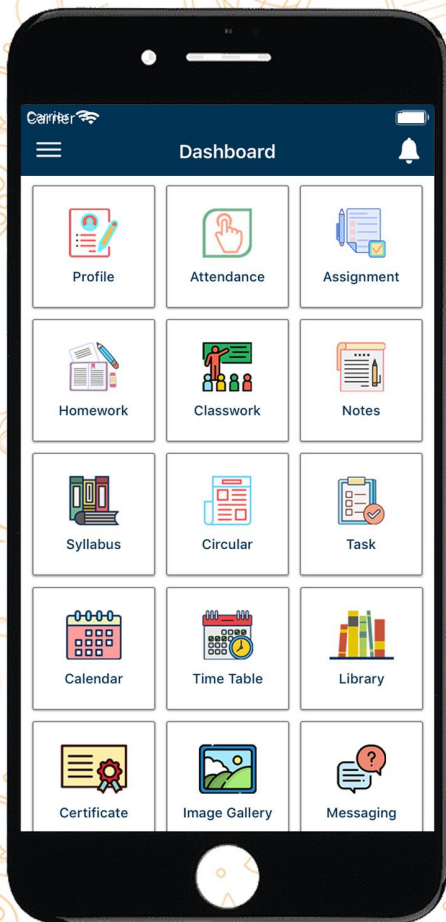 Carrier
Dashboard
Profile
Attendance
Assignment
Homework
Classwork
Notes
Syllabus
Circular
Task
Calendar
Time Table
Library
Certificate
Image Gallery
Messaging